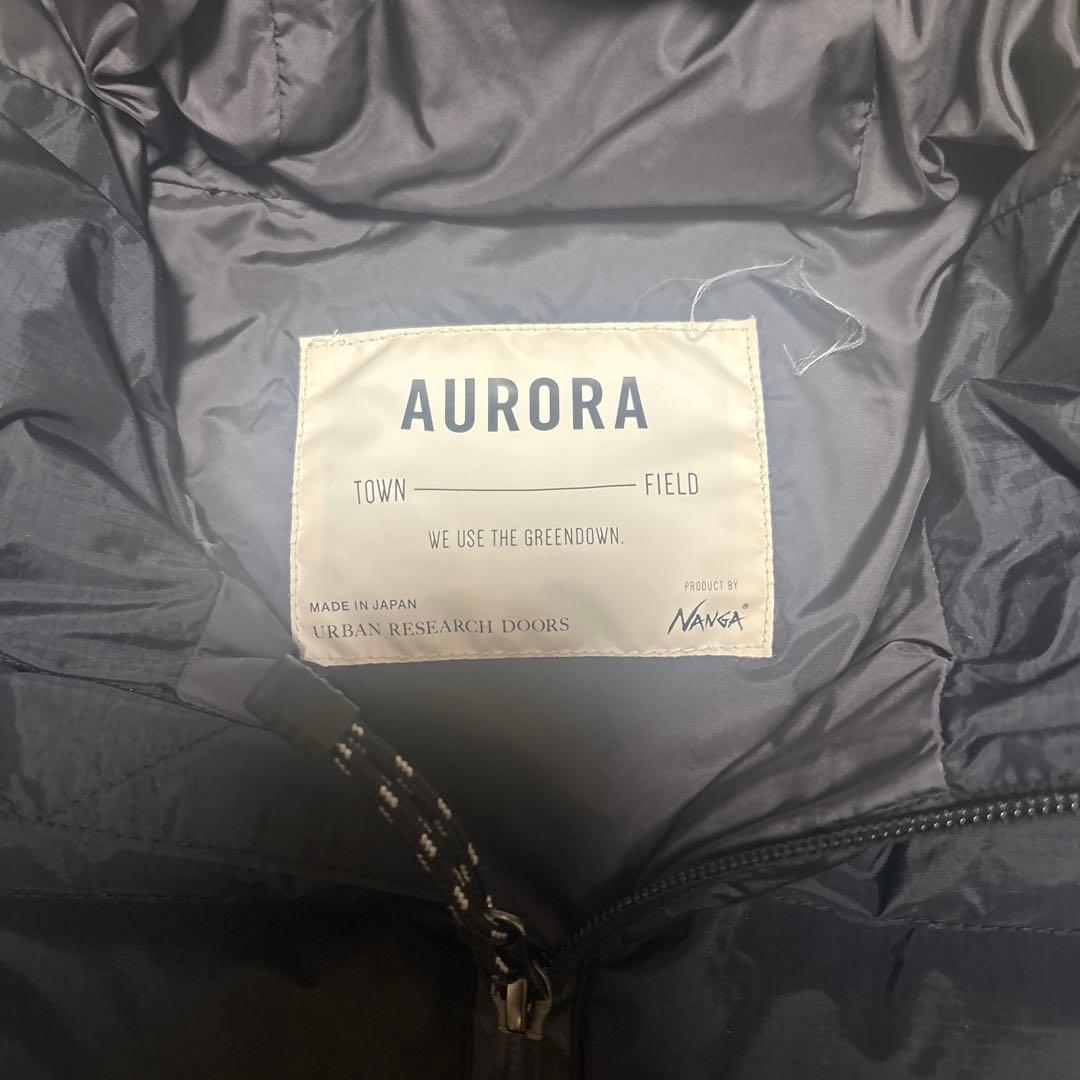 AURORA
TOWN FIELD
WE USE THE GREENDOWN.
PRODUCT BY
MADE IN JAPAN
URBAN RESEARCH DOORS
NANGA®